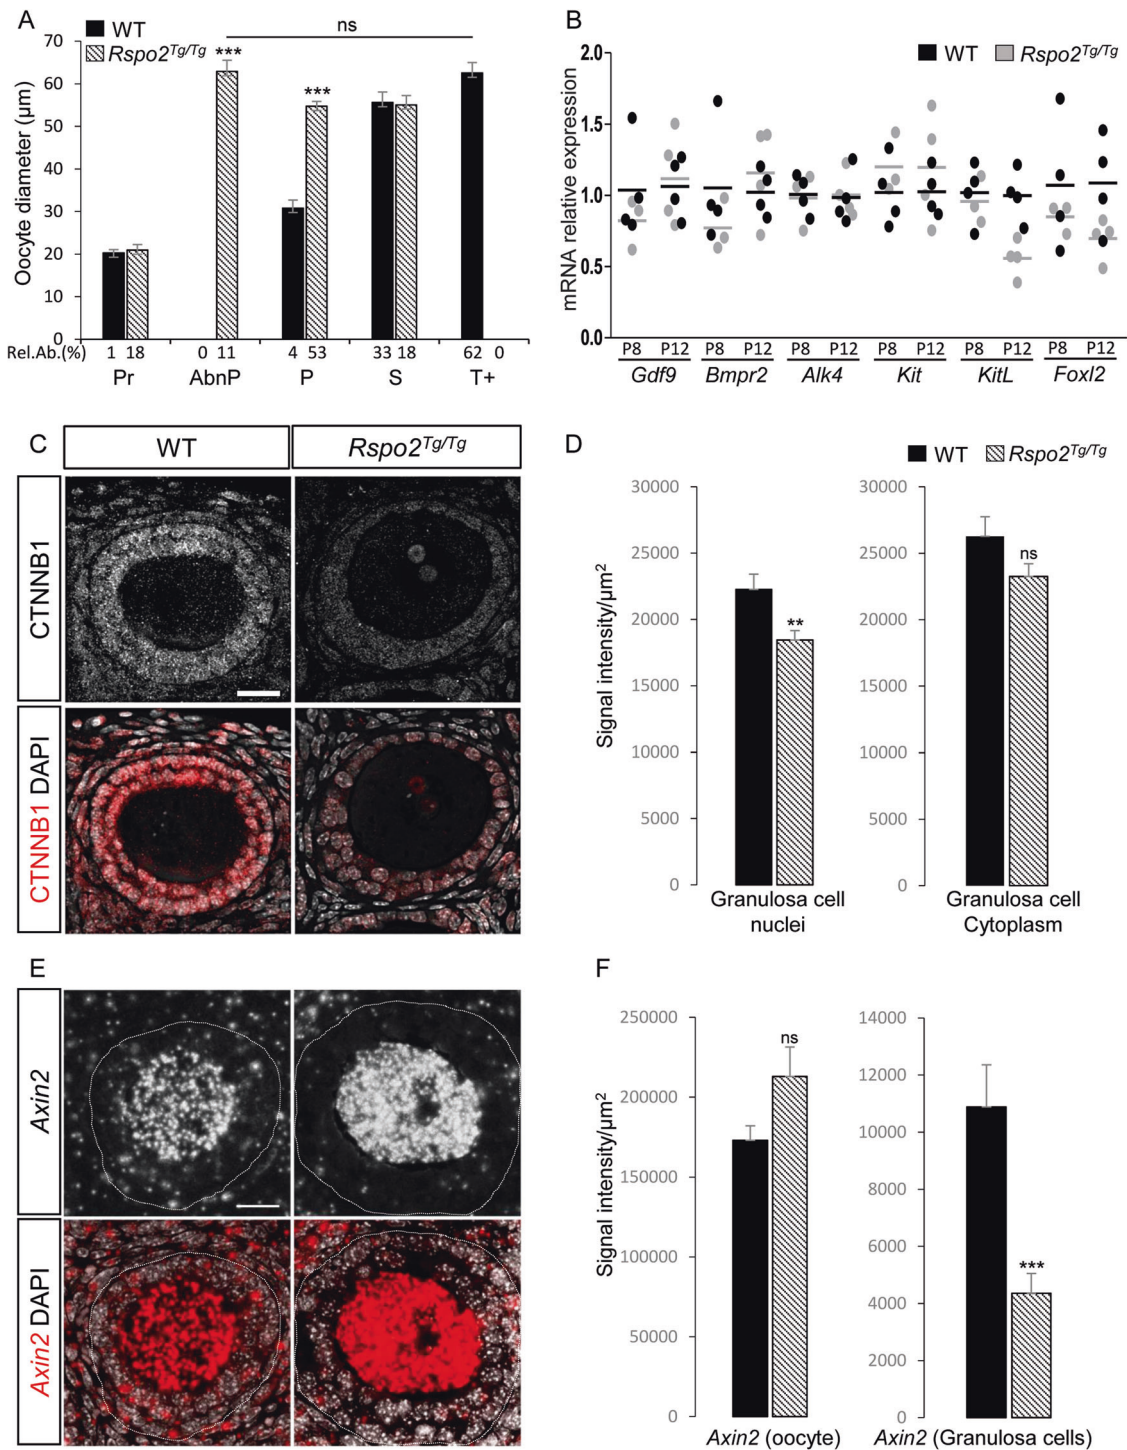 A
WT
Rspo2Tg/Tg
ns
***
***
Oocyte diameter (µm)
70
60
50
40
30
20
10
0
Rel.Ab.(%) 1 18 0 11 4 53 33 18 62 0
Pr AbnP P S T+
B
WT Rspo2Tg/Tg
mRNA relative expression
2.0
1.5
1.0
0.5
0.0
P8 P12 P8 P12 P8 P12 P8 P12 P8 P12 P8 P12
Gdf9 Bmpr2 Alk4 Kit KitL Foxl2
C
WT Rspo2Tg/Tg
CTNNB1
CTNNB1 DAPI
D
WT Rspo2Tg/Tg
Signal intensity/µm2
30000
25000
20000
15000
10000
5000
0
**
Granulosa cell
nuclei
30000
25000
20000
15000
10000
5000
0
ns
Granulosa cell
Cytoplasm
E
Axin2
Axin2 DAPI
F
Signal intensity/µm2
250000
200000
150000
100000
50000
0
ns
Axin2 (oocyte)
14000
12000
10000
8000
6000
4000
2000
0
***
Axin2 (Granulosa cells)